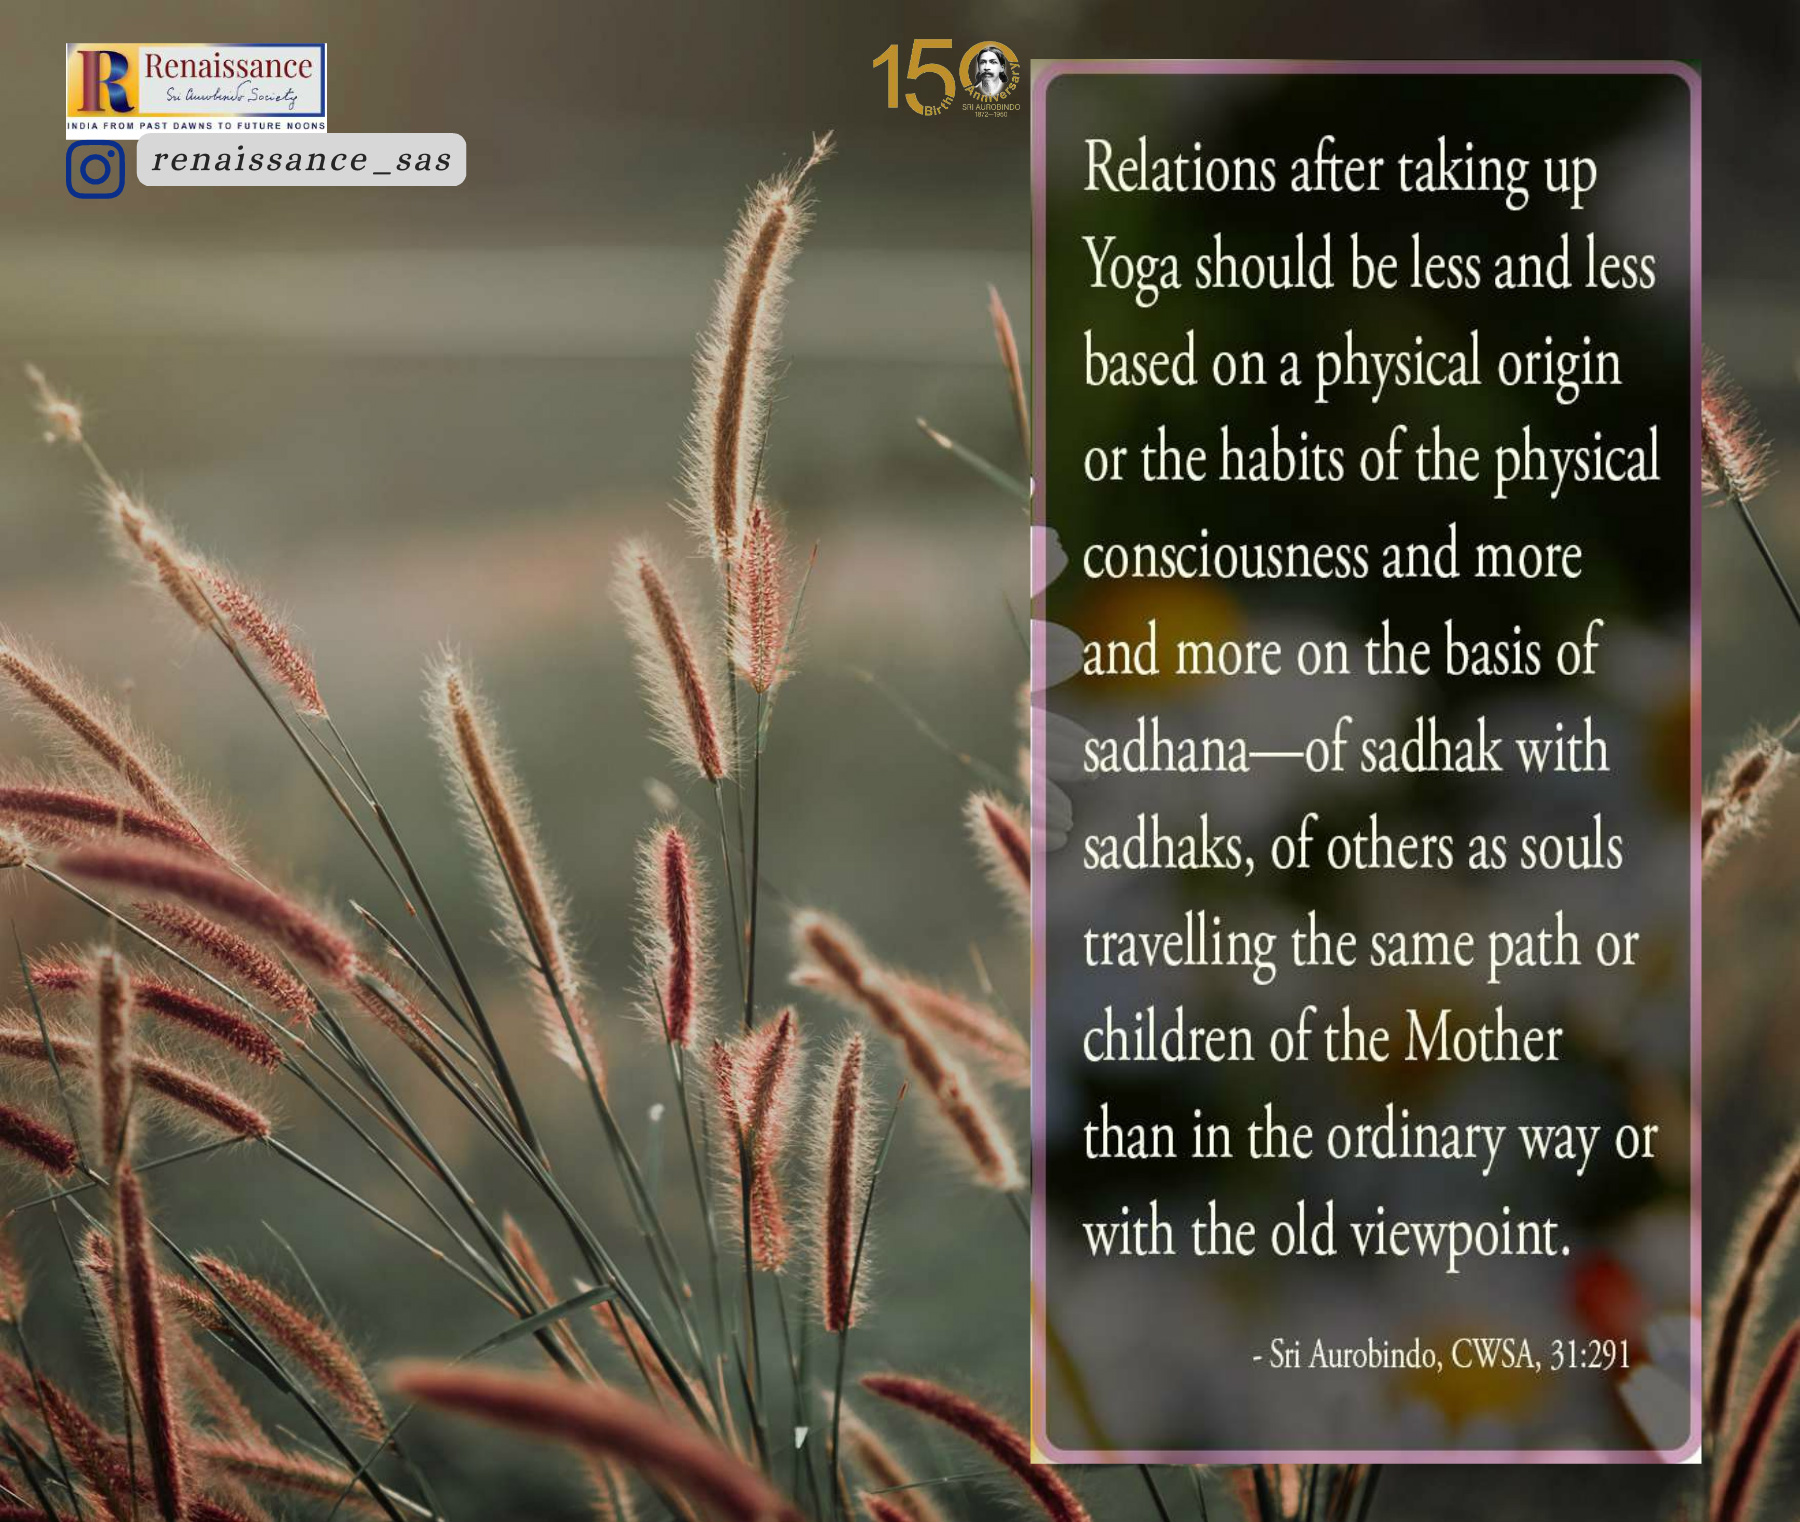 Renaissance
Sri Aurobindo Society
INDIA FROM PAST DAWNS TO FUTURE NOONS
renaissance_sas
150
Birth Anniversary
SRI AUROBINDO
1872–1950
Relations after taking up
Yoga should be less and less
based on a physical origin
or the habits of the physical
consciousness and more
and more on the basis of
sadhana—of sadhak with
sadhaks, of others as souls
travelling the same path or
children of the Mother
than in the ordinary way or
with the old viewpoint.
- Sri Aurobindo, CWSA, 31:291